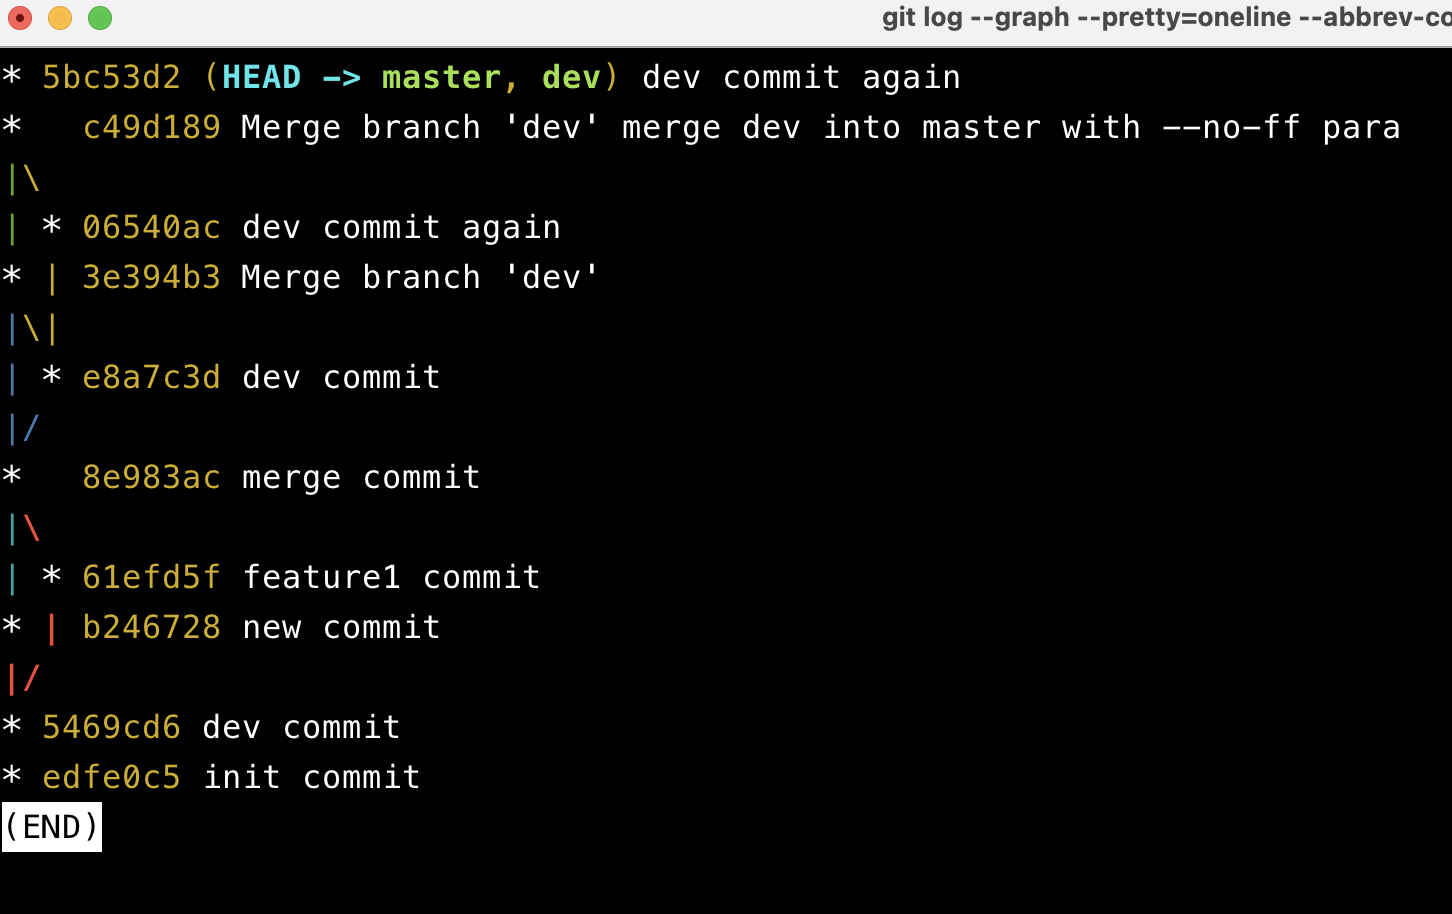 git log --graph --pretty=oneline --abbrev-co
* 5bc53d2 (HEAD -> master, dev) dev commit again
*   c49d189 Merge branch 'dev' merge dev into master with --no-ff para
|\
| * 06540ac dev commit again
* | 3e394b3 Merge branch 'dev'
|\|
| * e8a7c3d dev commit
|/
*   8e983ac merge commit
|\
| * 61efd5f feature1 commit
* | b246728 new commit
|/
* 5469cd6 dev commit
* edfe0c5 init commit
(END)